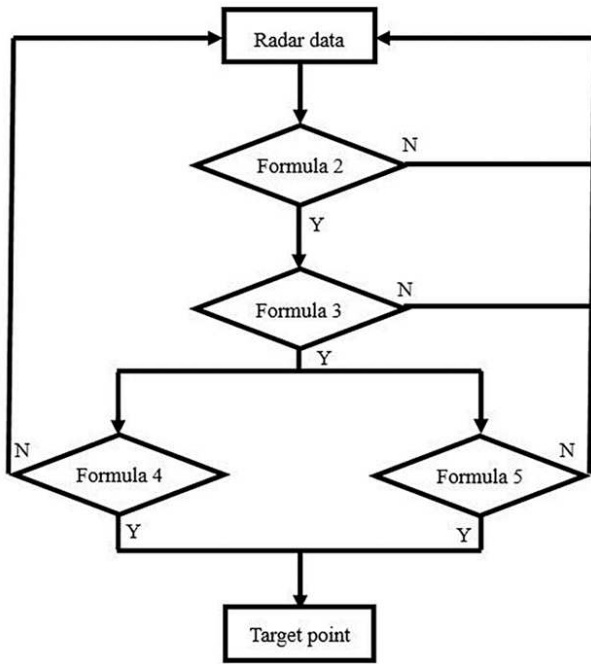 Radar data
N
Formula 2
Y
N
Formula 3
Y
N
Formula 4
N
Formula 5
Y
Y
Target point